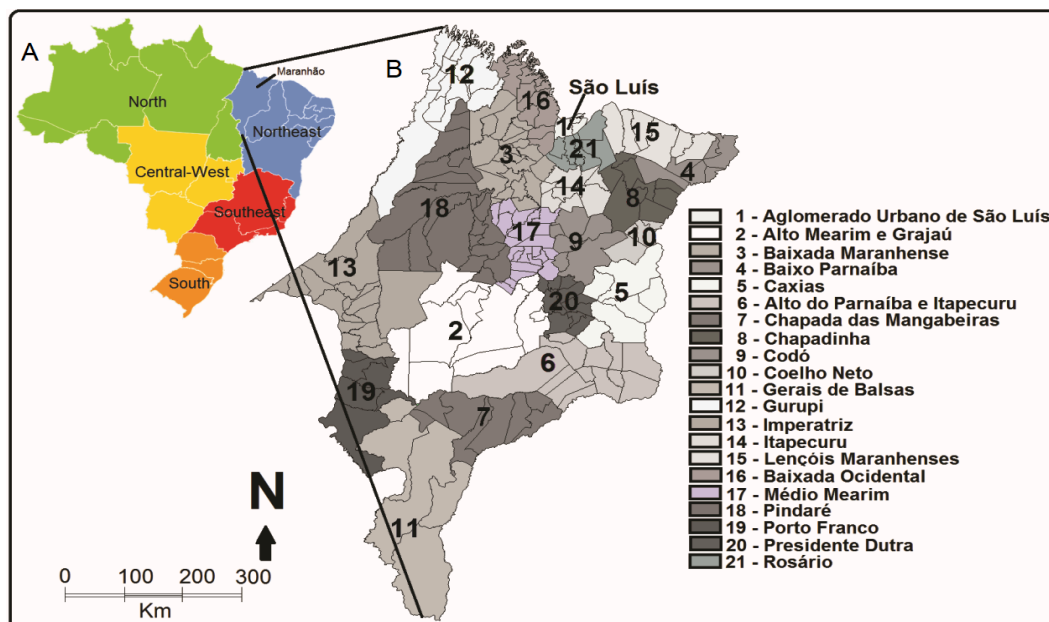 A
North
Maranhão
Northeast
Central-West
Southeast
South
B
12
16
São Luís
1
15
21
3
4
14
8
18
17
9
10
13
5
20
2
6
19
7
11
N
0 100 200 300
Km
1 - Aglomerado Urbano de São Luís
2 - Alto Mearim e Grajaú
3 - Baixada Maranhense
4 - Baixo Parnaíba
5 - Caxias
6 - Alto do Parnaíba e Itapecuru
7 - Chapada das Mangabeiras
8 - Chapadinha
9 - Codó
10 - Coelho Neto
11 - Gerais de Balsas
12 - Gurupi
13 - Imperatriz
14 - Itapecuru
15 - Lençóis Maranhenses
16 - Baixada Ocidental
17 - Médio Mearim
18 - Pindaré
19 - Porto Franco
20 - Presidente Dutra
21 - Rosário